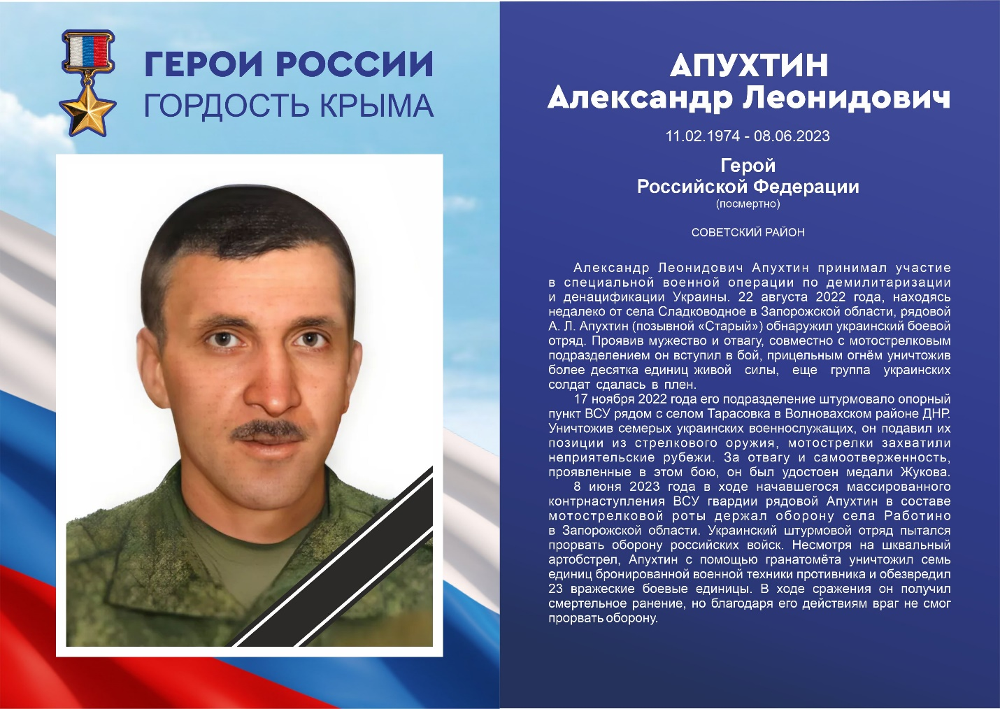 ГЕРОИ РОССИИ
ГОРДОСТЬ КРЫМА
АПУХТИН
Александр Леонидович
11.02.1974 - 08.06.2023
Герой
Российской Федерации
(посмертно)
СОВЕТСКИЙ РАЙОН
Александр Леонидович Апухтин принимал участие
в специальной военной операции по демилитаризации
и денацификации Украины. 22 августа 2022 года, находясь
недалеко от села Сладководное в Запорожской области, рядовой
А. Л. Апухтин (позывной «Старый») обнаружил украинский боевой
отряд. Проявив мужество и отвагу, совместно с мотострелковым
подразделением он вступил в бой, прицельным огнём уничтожив
более десятка единиц живой силы, еще группа украинских
солдат сдалась в плен.
17 ноября 2022 года его подразделение штурмовало опорный
пункт ВСУ рядом с селом Тарасовка в Волновахском районе ДНР.
Уничтожив семерых украинских военнослужащих, он подавил их
позиции из стрелкового оружия, мотострелки захватили
неприятельские рубежи. За отвагу и самоотверженность,
проявленные в этом бою, он был удостоен медали Жукова.
8 июня 2023 года в ходе начавшегося массированного
контрнаступления ВСУ гвардии рядовой Апухтин в составе
мотострелковой роты держал оборону села Работино
в Запорожской области. Украинский штурмовой отряд пытался
прорвать оборону российских войск. Несмотря на шквальный
артобстрел, Апухтин с помощью гранатомёта уничтожил семь
единиц бронированной военной техники противника и обезвредил
23 вражеские боевые единицы. В ходе сражения он получил
смертельное ранение, но благодаря его действиям враг не смог
прорвать оборону.